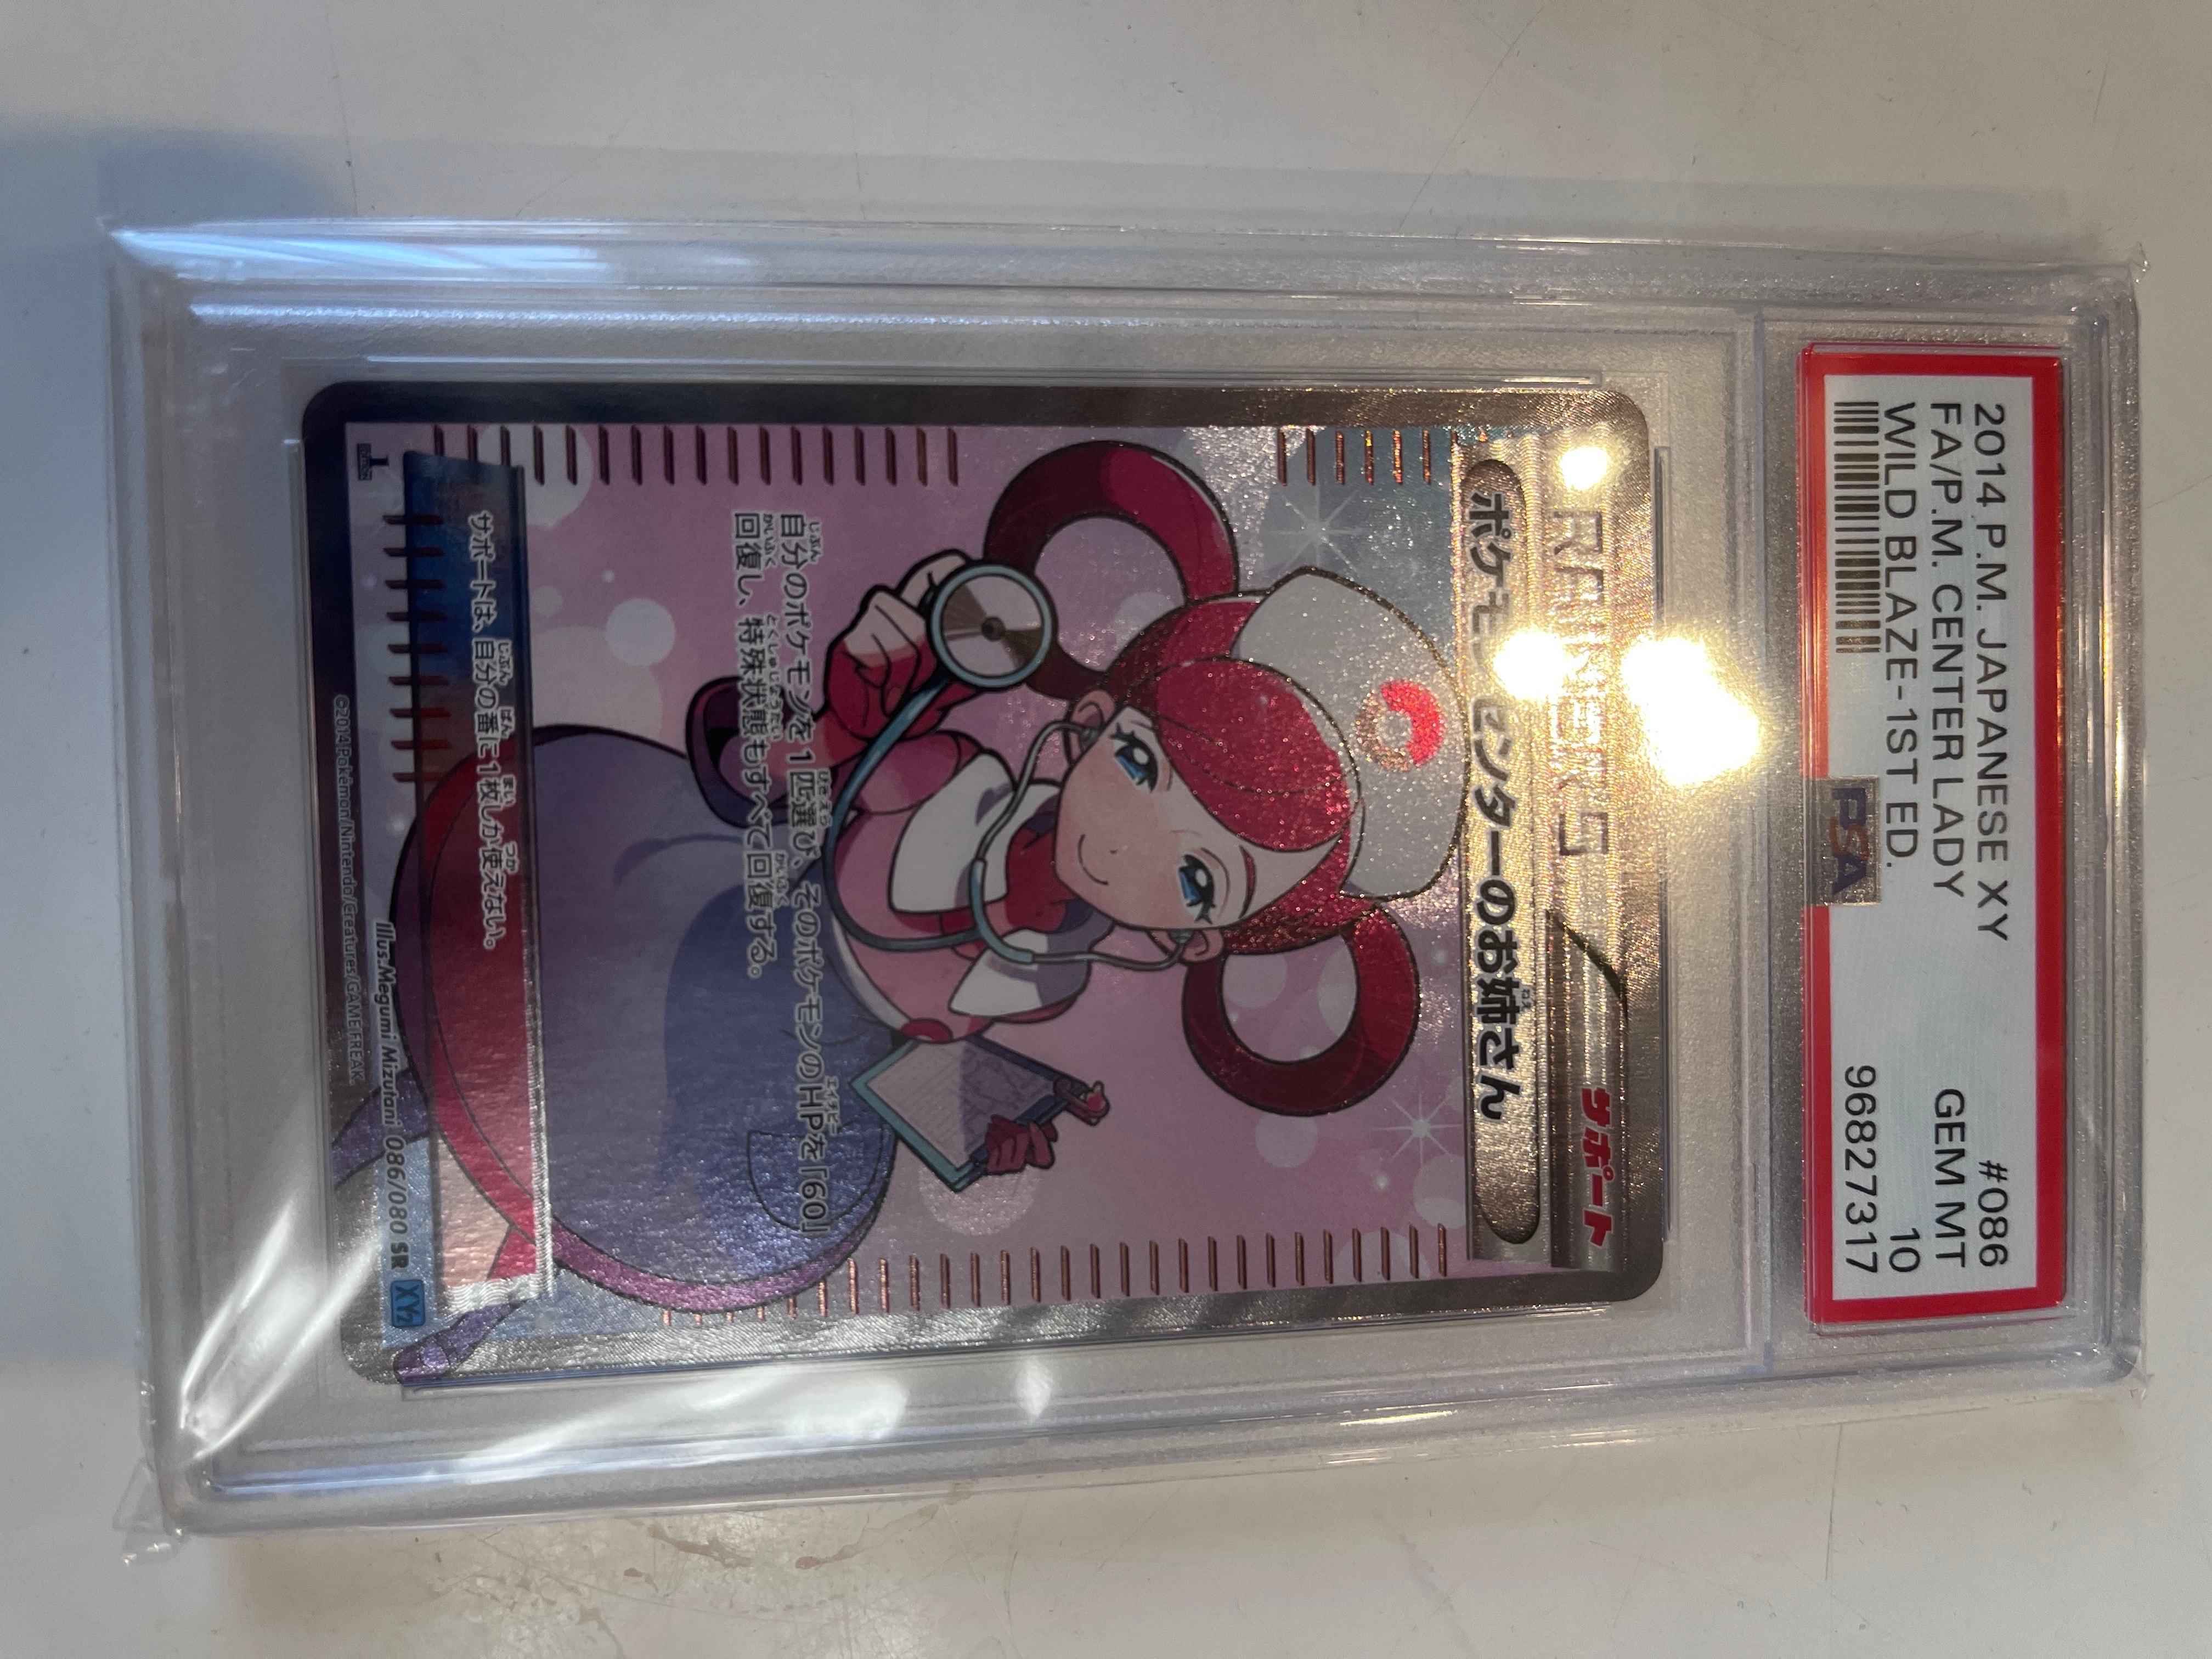 2014 P.M. JAPANESE XY #086
FA/P.M. CENTER LADY GEM MT
WILD BLAZE-1ST ED. 10
96827317
PSA
TRAINER'S サポート
ポケモンセンターのお姉さん
自分のポケモンを1匹選び、そのポケモンのHPを「60」
回復し、特殊状態もすべて回復する。
サポートは、自分の番に1枚しか使えない。
Illus.Megumi Mizutani 086/080 SR XY2
©2014 Pokémon/Nintendo/Creatures/GAME FREAK.